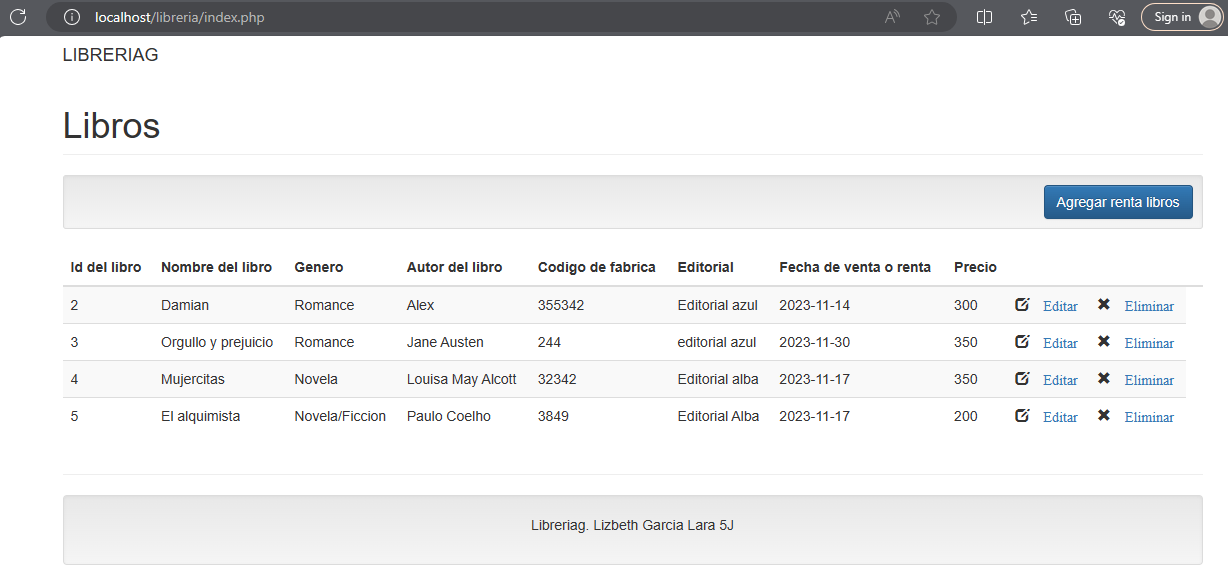 localhost/libreria/index.php
Sign in
LIBRERIAG
Libros
Agregar renta libros
Id del libro Nombre del libro Genero Autor del libro Codigo de fabrica Editorial Fecha de venta o renta Precio
2 Damian Romance Alex 355342 Editorial azul 2023-11-14 300 Editar Eliminar
3 Orgullo y prejuicio Romance Jane Austen 244 editorial azul 2023-11-30 350 Editar Eliminar
4 Mujercitas Novela Louisa May Alcott 32342 Editorial alba 2023-11-17 350 Editar Eliminar
5 El alquimista Novela/Ficcion Paulo Coelho 3849 Editorial Alba 2023-11-17 200 Editar Eliminar
Libreriag. Lizbeth Garcia Lara 5J